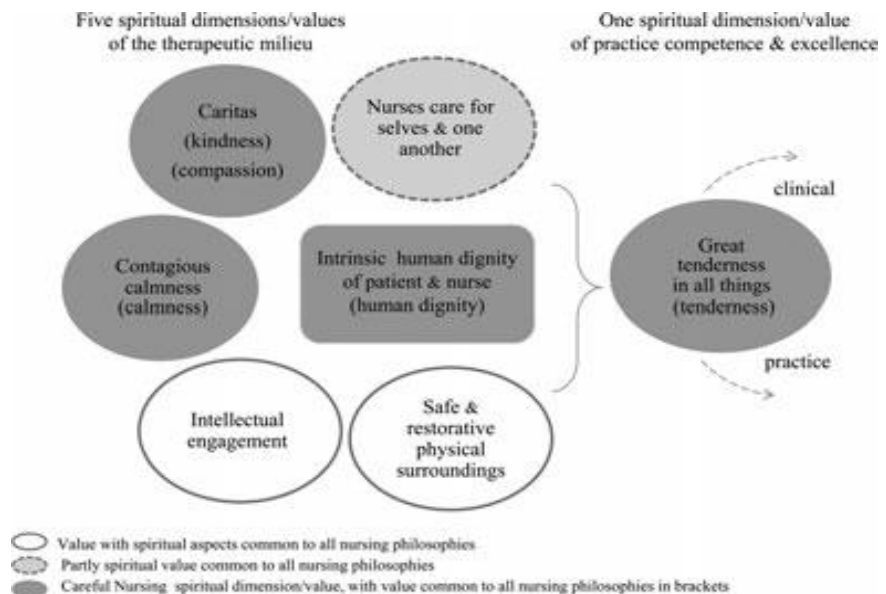 Five spiritual dimensions/values
of the therapeutic milieu
One spiritual dimension/value
of practice competence & excellence
Caritas
(kindness)
(compassion)
Nurses care for
selves & one
another
Contagious
calmness
(calmness)
Intrinsic human dignity
of patient & nurse
(human dignity)
Intellectual
engagement
Safe &
restorative
physical
surroundings
clinical
Great
tenderness
in all things
(tenderness)
practice
Value with spiritual aspects common to all nursing philosophies
Partly spiritual value common to all nursing philosophies
Careful Nursing spiritual dimension/value, with value common to all nursing philosophies in brackets